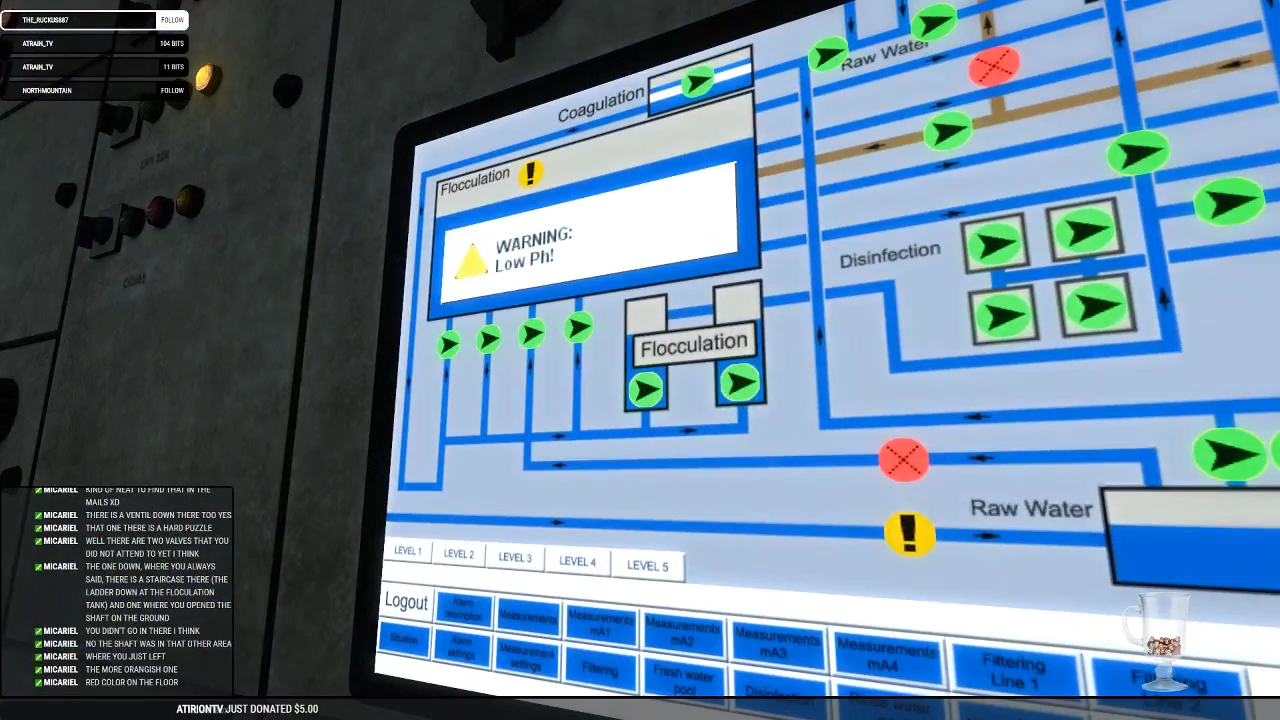 THE_RUCKUS687 FOLLOW
ATRAIN_TV 104 BITS
ATRAIN_TV 11 BITS
NORTHMOUNTAIN FOLLOW
Raw Water
Coagulation
Flocculation
WARNING:
Low Ph!
Disinfection
Flocculation
Raw Water
LEVEL 1 LEVEL 2 LEVEL 3 LEVEL 4 LEVEL 5
Logout
Alarm description
Measurements
Measurements mA1
Measurements mA2
Measurements mA3
Measurements mA4
Filtering Line 1
Situation
Alarm settings
Measurement settings
Filtering
Fresh water pool
MICARIEL KIND OF NEAT TO FIND THAT IN THE
MAILS XD
MICARIEL THERE IS A VENTIL DOWN THERE TOO YES
MICARIEL THAT ONE THERE IS A HARD PUZZLE
MICARIEL WELL THERE ARE TWO VALVES THAT YOU
DID NOT ATTEND TO YET I THINK
MICARIEL THE ONE DOWN, WHERE YOU ALWAYS
SAID, THERE IS A STAIRCASE THERE (THE
LADDER DOWN AT THE FLOCULATION
TANK) AND ONE WHERE YOU OPENED THE
SHAFT ON THE GROUND
MICARIEL YOU DIDN'T GO IN THERE I THINK
MICARIEL NO THE SHAFT WAS IN THAT OTHER AREA
MICARIEL WHERE YOU JUST LEFT
MICARIEL THE MORE ORANGISH ONE
MICARIEL RED COLOR ON THE FLOOR
ATIRIONTV JUST DONATED $5.00